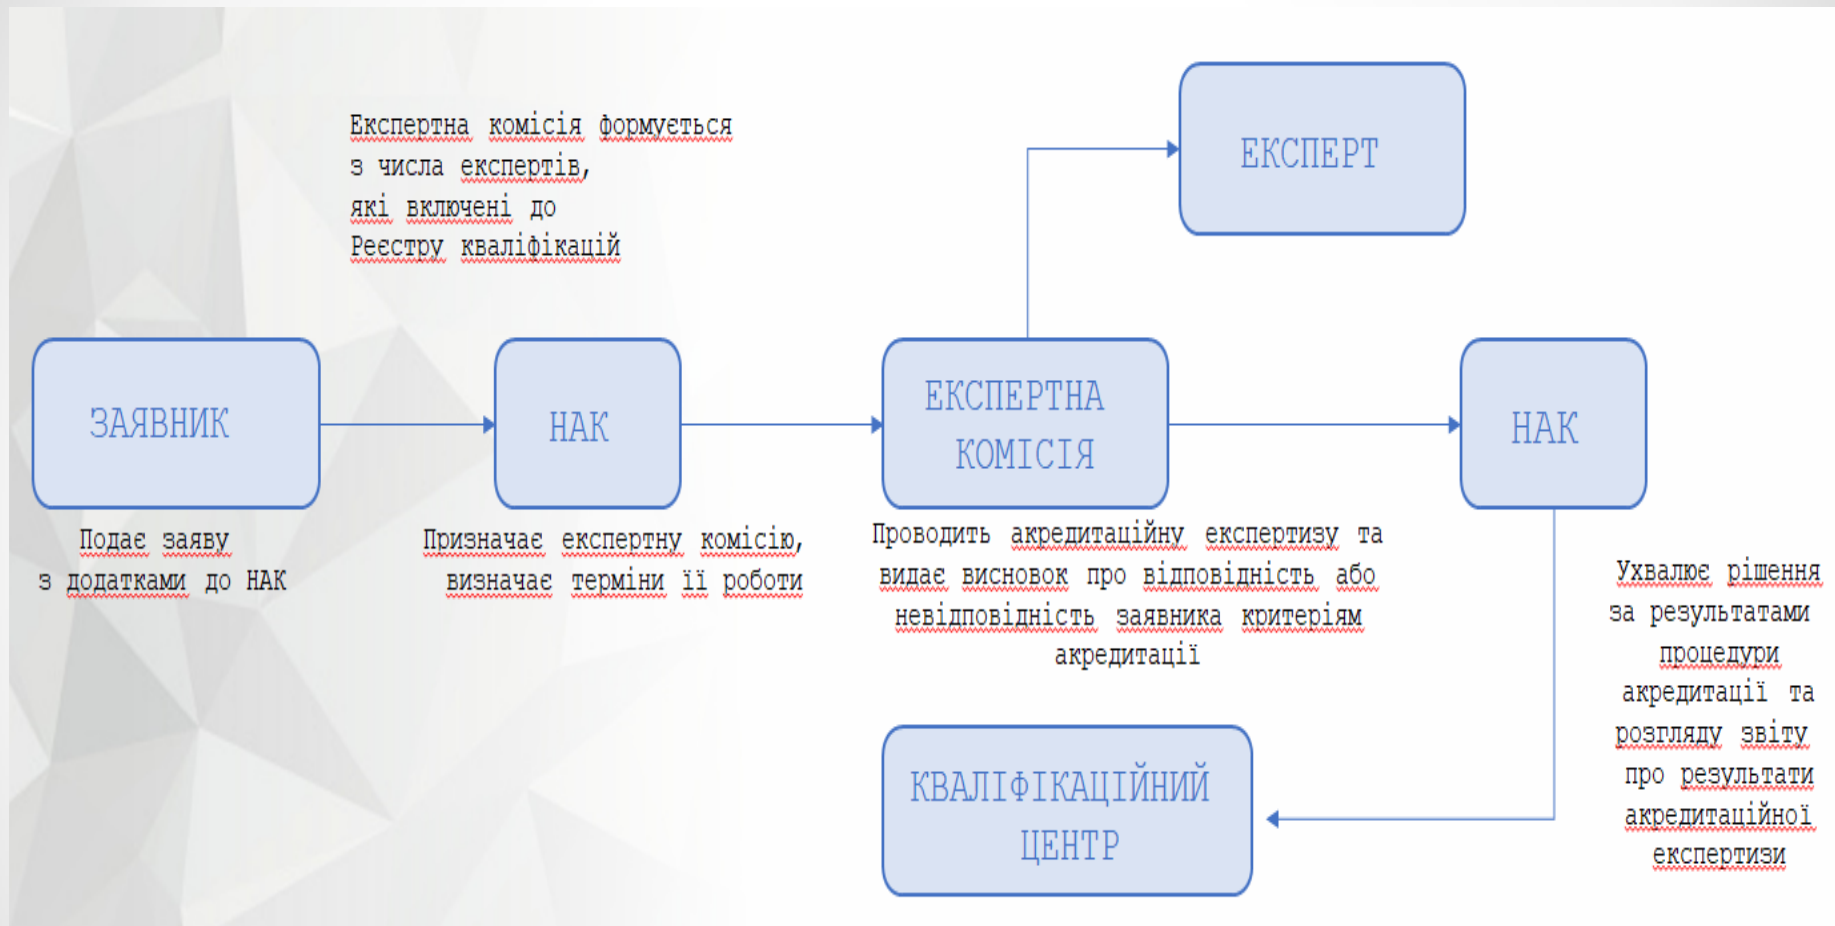 Експертна комісія формується
з числа експертів,
які включені до
Реєстру кваліфікацій
ЕКСПЕРТ
ЗАЯВНИК
Подає заяву
з додатками до НАК
НАК
Призначає експертну комісію,
визначає терміни її роботи
ЕКСПЕРТНА
КОМІСІЯ
Проводить акредитаційну експертизу та
видає висновок про відповідність або
невідповідність заявника критеріям
акредитації
НАК
Ухвалює рішення
за результатами
процедури
акредитації та
розгляду звіту
про результати
акредитаційної
експертизи
КВАЛІФІКАЦІЙНИЙ
ЦЕНТР